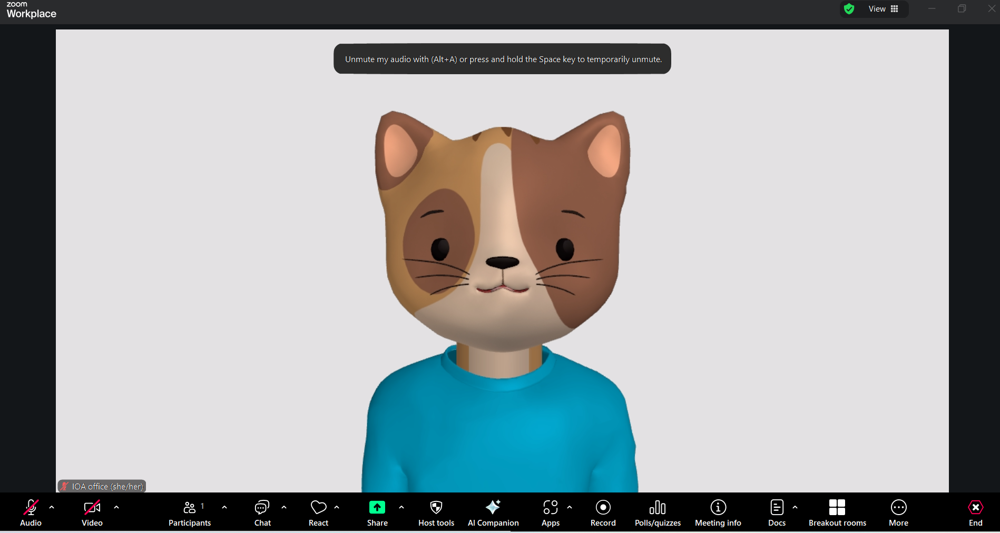 zoom
Workplace
View
Unmute my audio with (Alt+A) or press and hold the Space key to temporarily unmute.
IOA office (she/her)
1
Audio
Video
Participants
Chat
React
Share
Host tools
AI Companion
Apps
Record
Polls/quizzes
Meeting info
Docs
Breakout rooms
More
End